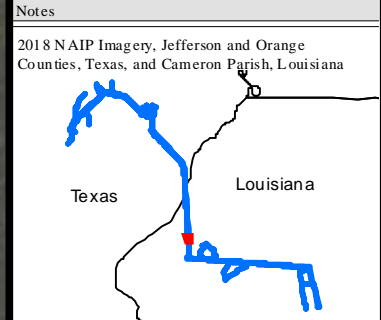 Notes
2018 NAIP Imagery, Jefferson and Orange
Counties, Texas, and Cameron Parish, Louisiana
Louisiana
Texas